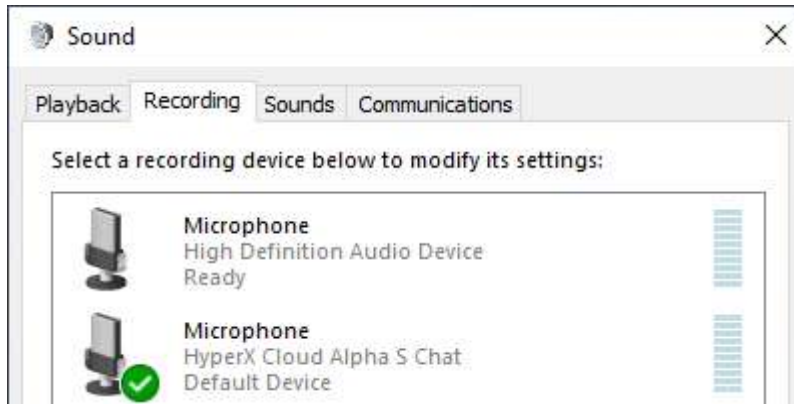 Sound
Playback Recording Sounds Communications
Select a recording device below to modify its settings:
Microphone
High Definition Audio Device
Ready
Microphone
HyperX Cloud Alpha S Chat
Default Device